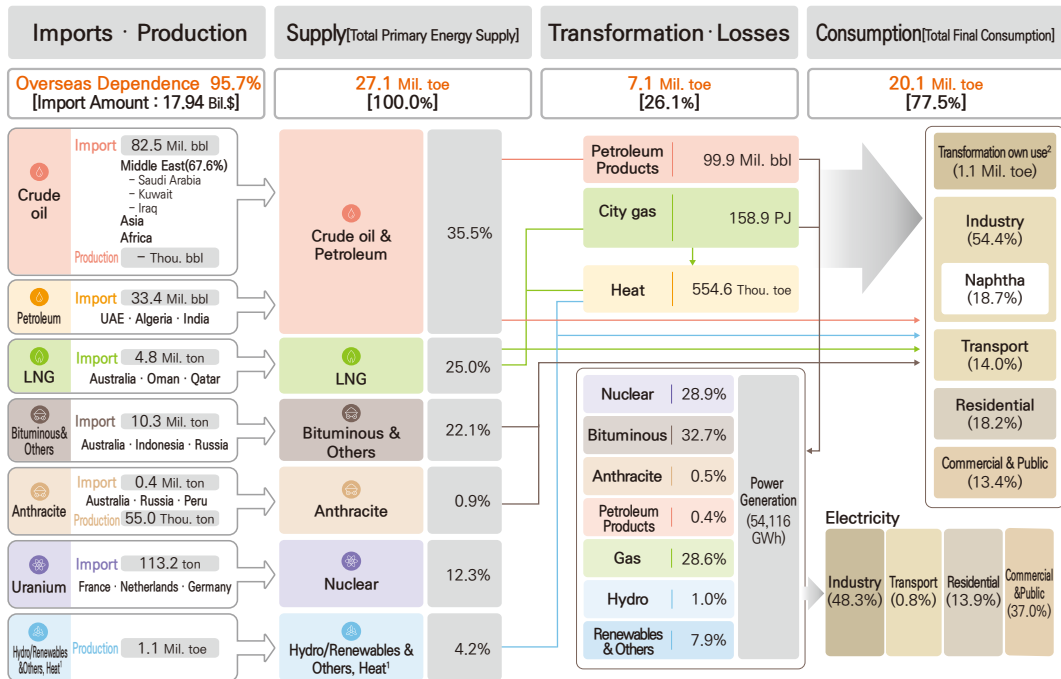 Imports · Production
Supply[Total Primary Energy Supply]
Transformation · Losses
Consumption[Total Final Consumption]
Overseas Dependence 95.7%
[Import Amount : 17.94 Bil.$]
27.1 Mil. toe
[100.0%]
7.1 Mil. toe
[26.1%]
20.1 Mil. toe
[77.5%]
Crude
oil
Import 82.5 Mil. bbl
Middle East(67.6%)
– Saudi Arabia
– Kuwait
– Iraq
Asia
Africa
Production – Thou. bbl
Petroleum
Import 33.4 Mil. bbl
UAE · Algeria · India
LNG
Import 4.8 Mil. ton
Australia · Oman · Qatar
Bituminous&
Others
Import 10.3 Mil. ton
Australia · Indonesia · Russia
Anthracite
Import 0.4 Mil. ton
Australia · Russia · Peru
Production 55.0 Thou. ton
Uranium
Import 113.2 ton
France · Netherlands · Germany
Hydro/Renewables
&Others, Heat¹
Production 1.1 Mil. toe
Crude oil &
Petroleum
35.5%
LNG
25.0%
Bituminous &
Others
22.1%
Anthracite
0.9%
Nuclear
12.3%
Hydro/Renewables &
Others, Heat¹
4.2%
Petroleum
Products
99.9 Mil. bbl
City gas
158.9 PJ
Heat
554.6 Thou. toe
Nuclear 28.9%
Bituminous 32.7%
Anthracite 0.5%
Petroleum
Products 0.4%
Gas 28.6%
Hydro 1.0%
Renewables
& Others 7.9%
Power
Generation
(54,116
GWh)
Transformation own use²
(1.1 Mil. toe)
Industry
(54.4%)
Naphtha
(18.7%)
Transport
(14.0%)
Residential
(18.2%)
Commercial & Public
(13.4%)
Electricity
Industry
(48.3%)
Transport
(0.8%)
Residential
(13.9%)
Commercial
&Public
(37.0%)